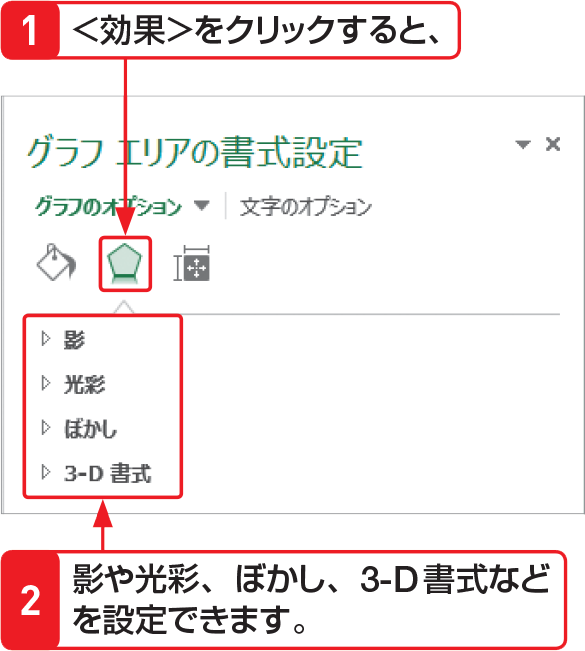 1 <効果>をクリックすると、
グラフ エリアの書式設定
グラフのオプション 文字のオプション
影
光彩
ぼかし
3-D 書式
2 影や光彩、ぼかし、3-D書式など
を設定できます。